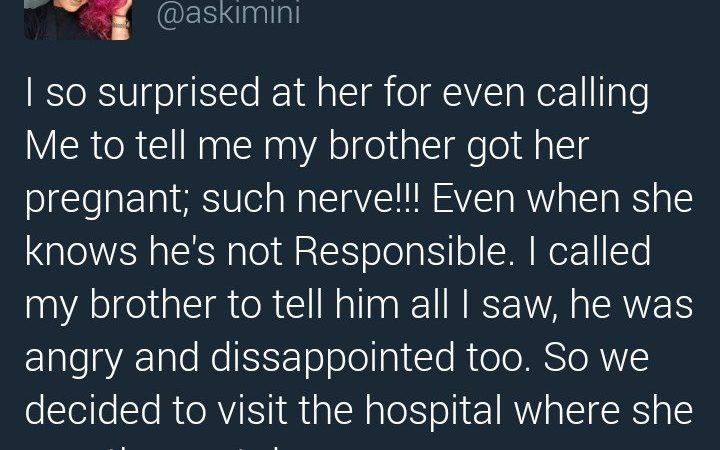 @askimini
I so surprised at her for even calling
Me to tell me my brother got her
pregnant; such nerve!!! Even when she
knows he's not Responsible. I called
my brother to tell him all I saw, he was
angry and dissappointed too. So we
decided to visit the hospital where she